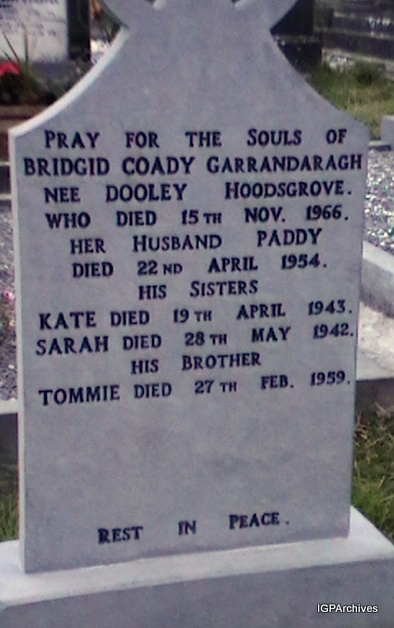 PRAY FOR THE SOULS OF
BRIDGID COADY GARRANDARAGH
NEE DOOLEY HOODSGROVE.
WHO DIED 15TH NOV. 1966.
HER HUSBAND PADDY
DIED 22ND APRIL 1954.
HIS SISTERS
KATE DIED 19TH APRIL 1943.
SARAH DIED 28TH MAY 1942.
HIS BROTHER
TOMMIE DIED 27TH FEB. 1959.
REST IN PEACE.
IGPArchives